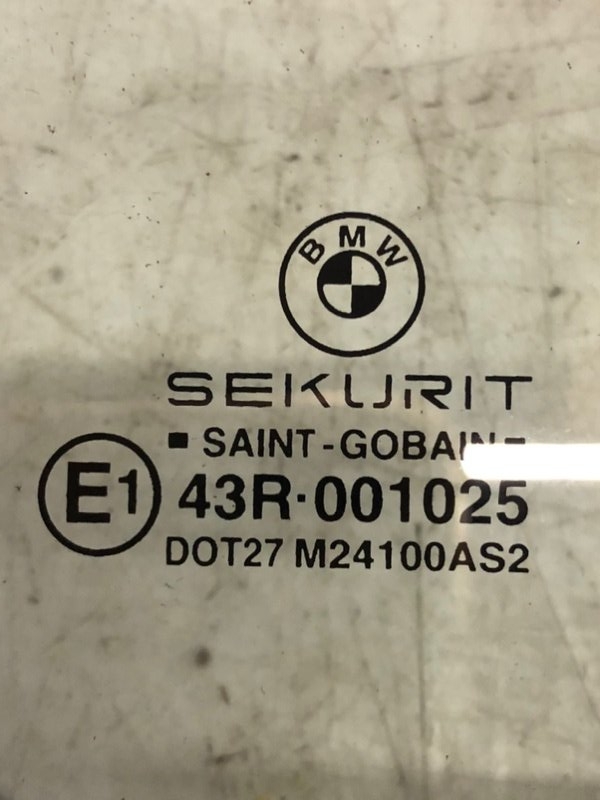 BMW
SEKURIT
SAINT-GOBAIN
E1
43R·001025
DOT27 M24100AS2